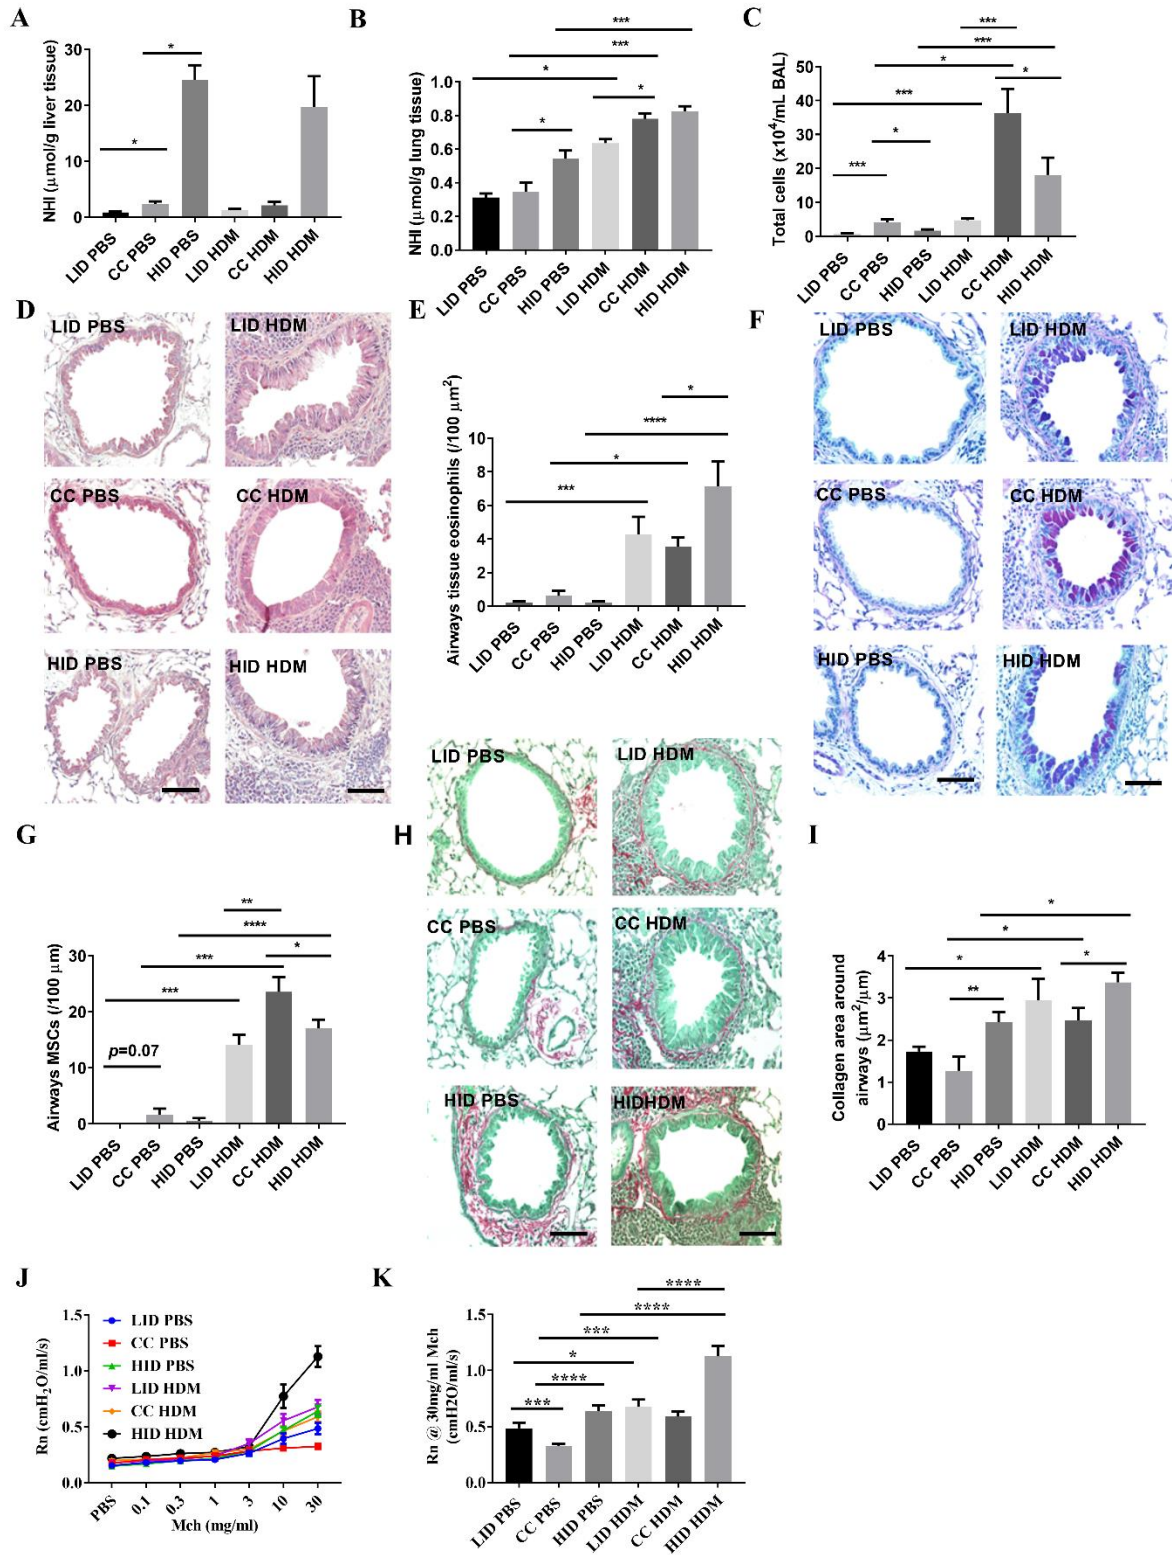 A
NHI (μmol/g liver tissue)
30
20
10
0
*
*
LID PBS
CC PBS
HID PBS
LID HDM
CC HDM
HID HDM
B
NHI (μmol/g lung tissue)
1.0
0.8
0.6
0.4
0.2
0.0
***
***
*
*
*
LID PBS
CC PBS
HID PBS
LID HDM
CC HDM
HID HDM
C
Total cells (x10⁴/mL BAL)
50
40
30
20
10
0
***
***
*
*
***
*
***
LID PBS
CC PBS
HID PBS
LID HDM
CC HDM
HID HDM
D
LID PBS
LID HDM
CC PBS
CC HDM
HID PBS
HID HDM
E
Airways tissue eosinophils (/100 μm²)
10
8
6
4
2
0
*
****
*
***
LID PBS
CC PBS
HID PBS
LID HDM
CC HDM
HID HDM
F
LID PBS
LID HDM
CC PBS
CC HDM
HID PBS
HID HDM
G
Airways MSCs (/100 μm)
30
20
10
0
**
****
*
***
***
p=0.07
LID PBS
CC PBS
HID PBS
LID HDM
CC HDM
HID HDM
H
LID PBS
LID HDM
CC PBS
CC HDM
HID PBS
HIDHDM
I
Collagen area around
airways (μm²/μm)
4
3
2
1
0
*
*
*
*
**
LID PBS
CC PBS
HID PBS
LID HDM
CC HDM
HID HDM
J
Rn (cmH₂O/ml/s)
1.5
1.0
0.5
0.0
LID PBS
CC PBS
HID PBS
LID HDM
CC HDM
HID HDM
PBS
0.1
0.3
1
3
10
30
Mch (mg/ml)
K
Rn @ 30mg/ml Mch
(cmH2O/ml/s)
1.5
1.0
0.5
0.0
****
****
***
*
****
***
LID PBS
CC PBS
HID PBS
LID HDM
CC HDM
HID HDM